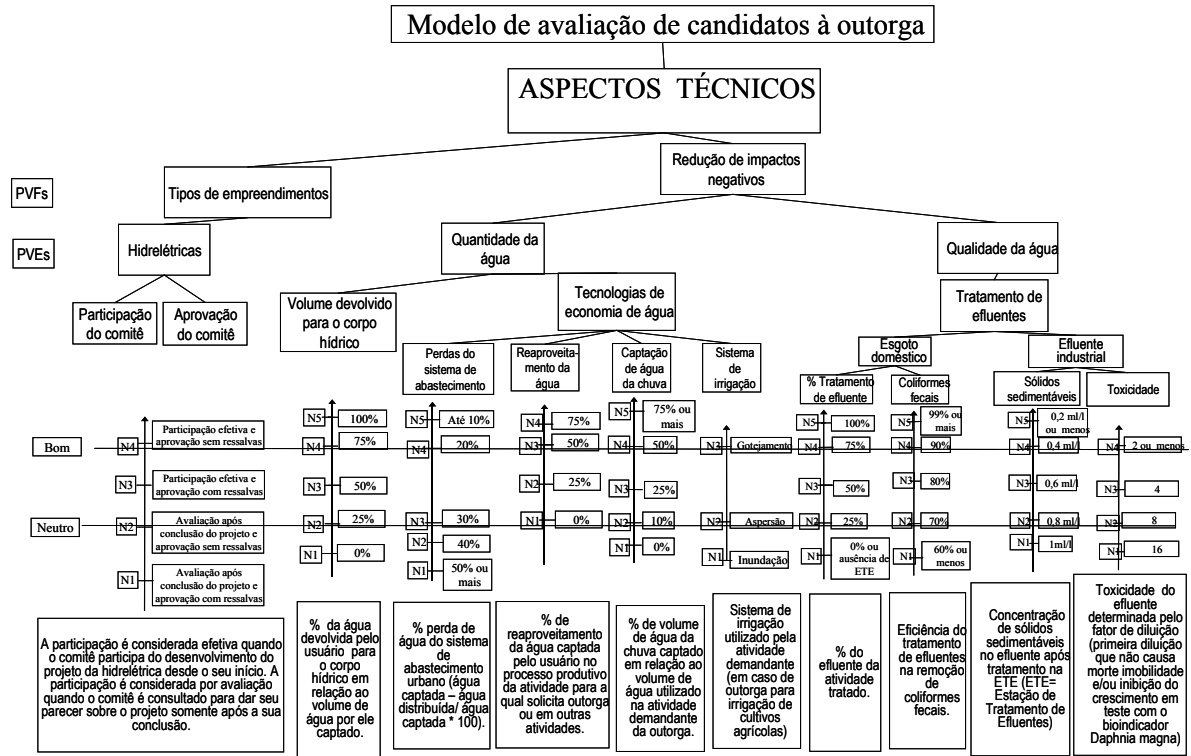 Modelo de avaliação de candidatos à outorga
ASPECTOS TÉCNICOS
PVFs
Tipos de empreendimentos
Redução de impactos
negativos
PVEs
Hidrelétricas
Quantidade da
água
Qualidade da água
Participação
do comitê
Aprovação
do comitê
Volume devolvido
para o corpo
hídrico
Tecnologias de
economia de água
Tratamento de
efluentes
Perdas do
sistema de
abastecimento
Reaproveita-
mento da
água
Captação
de água
da chuva
Sistema
de
irrigação
Esgoto
doméstico
Efluente
industrial
% Tratamento
de efluente
Coliformes
fecais
Sólidos
sedimentáveis
Toxicidade
Bom
Neutro
N4
Participação efetiva e
aprovação sem ressalvas
N3
Participação efetiva e
aprovação com ressalvas
N2
Avaliação após
conclusão do projeto e
aprovação sem ressalvas
N1
Avaliação após
conclusão do projeto e
aprovação com ressalvas
N5 100%
N4 75%
N3 50%
N2 25%
N1 0%
N5 Até 10%
N4 20%
N3 30%
N2 40%
N1 50% ou
mais
N4 75%
N3 50%
N2 25%
N1 0%
N5 75% ou
mais
N4 50%
N3 25%
N2 10%
N1 0%
N3 Gotejamento
N2 Aspersão
N1 Inundação
N5 100%
N4 75%
N3 50%
N2 25%
N1 0% ou
ausência de
ETE
N5 99% ou
mais
N4 90%
N3 80%
N2 70%
N1 60% ou
menos
N5 0,2 ml/l
ou menos
N4 0,4 ml/l
N3 0,6 ml/l
N2 0,8 ml/l
N1 1ml/l
N4 2 ou menos
N3 4
N2 8
N1 16
A participação é considerada efetiva quando
o comitê participa do desenvolvimento do
projeto da hidrelétrica desde o seu início. A
participação é considerada por avaliação
quando o comitê é consultado para dar seu
parecer sobre o projeto somente após a sua
conclusão.
% da água
devolvida pelo
usuário para
o corpo
hídrico em
relação ao
volume de
água por ele
captado.
% perda de
água do sistema
de
abastecimento
urbano (água
captada – água
distribuída/ água
captada * 100).
% de
reaproveitamento
da água captada
pelo usuário no
processo produtivo
da atividade para a
qual solicita outorga
ou em outras
atividades.
% de volume
de água da
chuva captado
em relação ao
volume de
água utilizado
na atividade
demandante
da outorga.
Sistema de
irrigação
utilizado pela
atividade
demandante
(em caso de
outorga para
irrigação de
cultivos
agrícolas)
% do
efluente da
atividade
tratado.
Eficiência do
tratamento
de efluentes
na remoção
de
coliformes
fecais.
Concentração
de sólidos
sedimentáveis
no efluente após
tratamento na
ETE (ETE=
Estação de
Tratamento de
Efluentes)
Toxicidade do
efluente
determinada pelo
fator de diluição
(primeira diluição
que não causa
morte imobilidade
e/ou inibição do
crescimento em
teste com o
bioindicador
Daphnia magna)